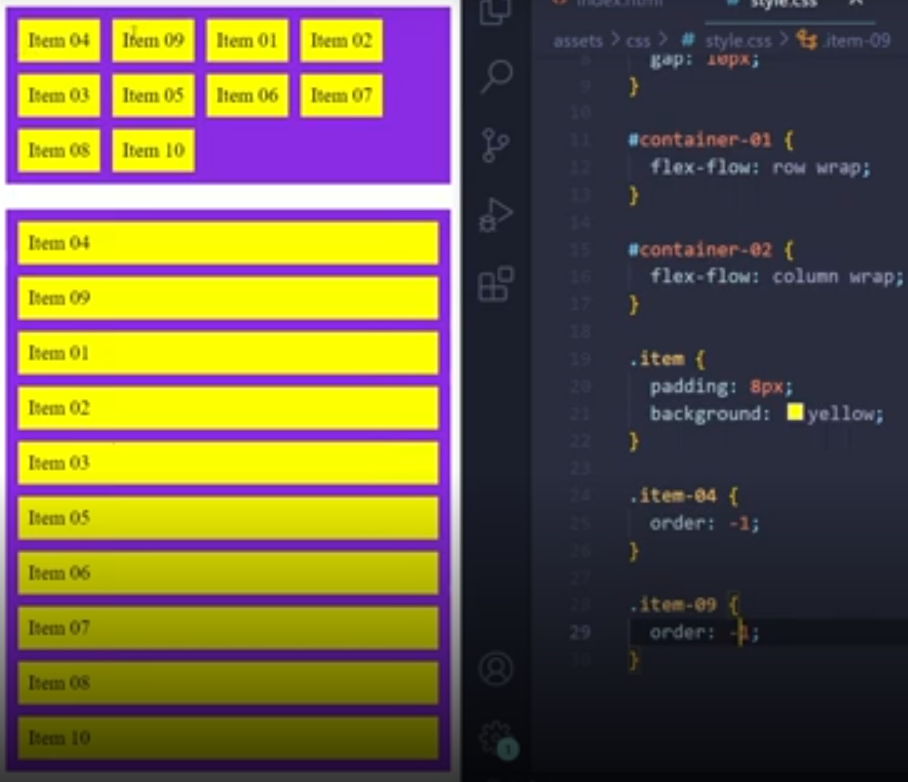 Item 04 Item 09 Item 01 Item 02
Item 03 Item 05 Item 06 Item 07
Item 08 Item 10
Item 04
Item 09
Item 01
Item 02
Item 03
Item 05
Item 06
Item 07
Item 08
Item 10
index.html style.css
assets > css > # style.css > .item-09
8 gap: 10px;
9 }
10
11 #container-01 {
12 flex-flow: row wrap;
13 }
14
15 #container-02 {
16 flex-flow: column wrap;
17 }
18
19 .item {
20 padding: 8px;
21 background: yellow;
22 }
23
24 .item-04 {
25 order: -1;
26 }
27
28 .item-09 {
29 order: -1;
30 }
1